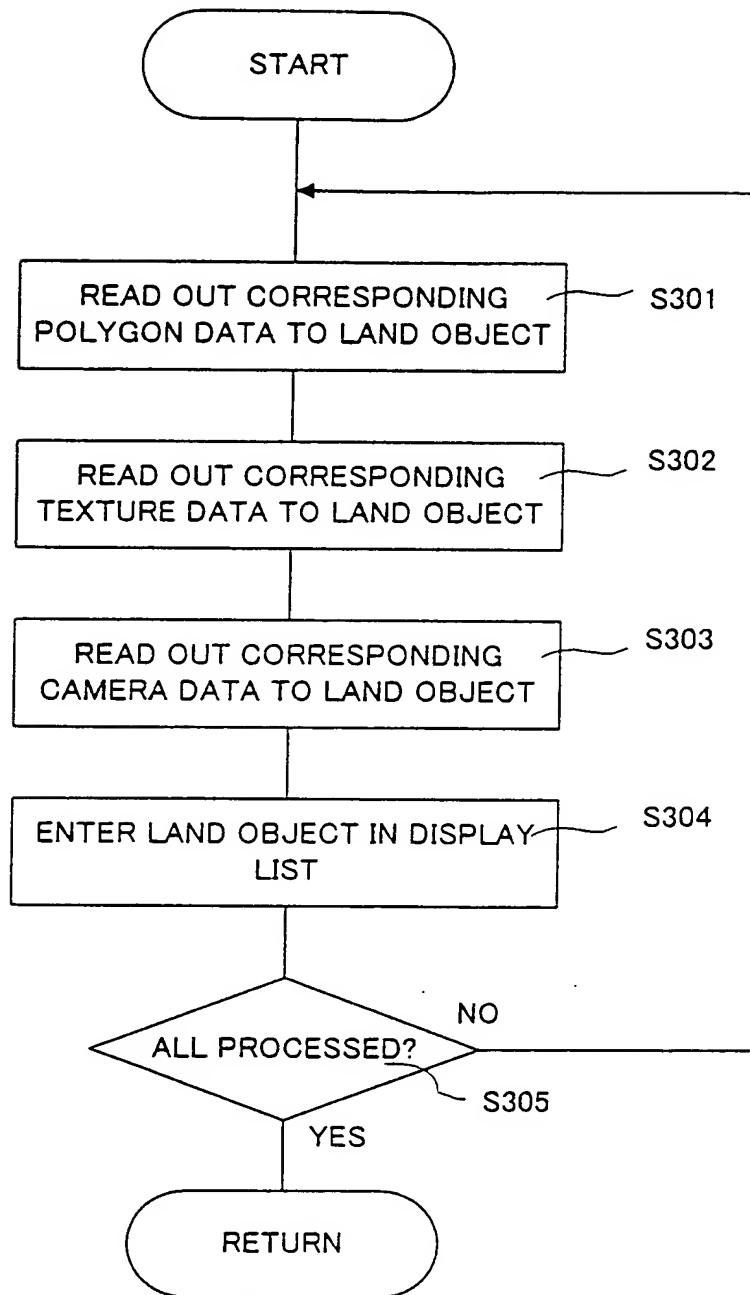 START
READ OUT CORRESPONDING
POLYGON DATA TO LAND OBJECT
S301
READ OUT CORRESPONDING
TEXTURE DATA TO LAND OBJECT
S302
READ OUT CORRESPONDING
CAMERA DATA TO LAND OBJECT
S303
ENTER LAND OBJECT IN DISPLAY
LIST
S304
ALL PROCESSED?
NO
S305
YES
RETURN